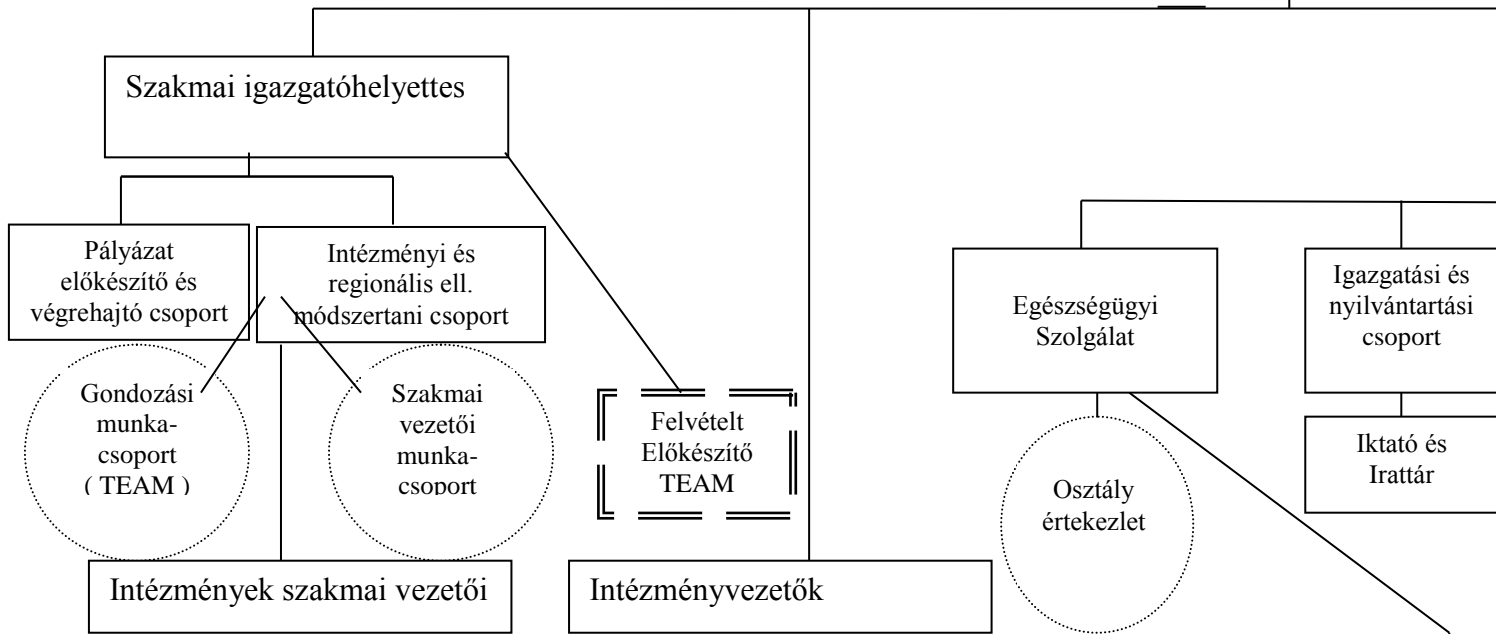 Szakmai igazgatóhelyettes
Pályázat
előkészítő és
végrehajtó csoport
Intézményi és
regionális ell.
módszertani csoport
Egészségügyi
Szolgálat
Igazgatási és
nyilvántartási
csoport
Gondozási
munka-
csoport
( TEAM )
Szakmai
vezetői
munka-
csoport
Felvételt
Előkészítő
TEAM
Osztály
értekezlet
Iktató és
Irattár
Intézmények szakmai vezetői
Intézményvezetők